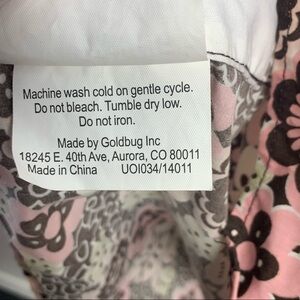 Machine wash cold on gentle cycle.
Do not bleach. Tumble dry low.
Do not iron.
Made by Goldbug Inc
18245 E. 40th Ave, Aurora, CO 80011
Made in China UOI034/14011